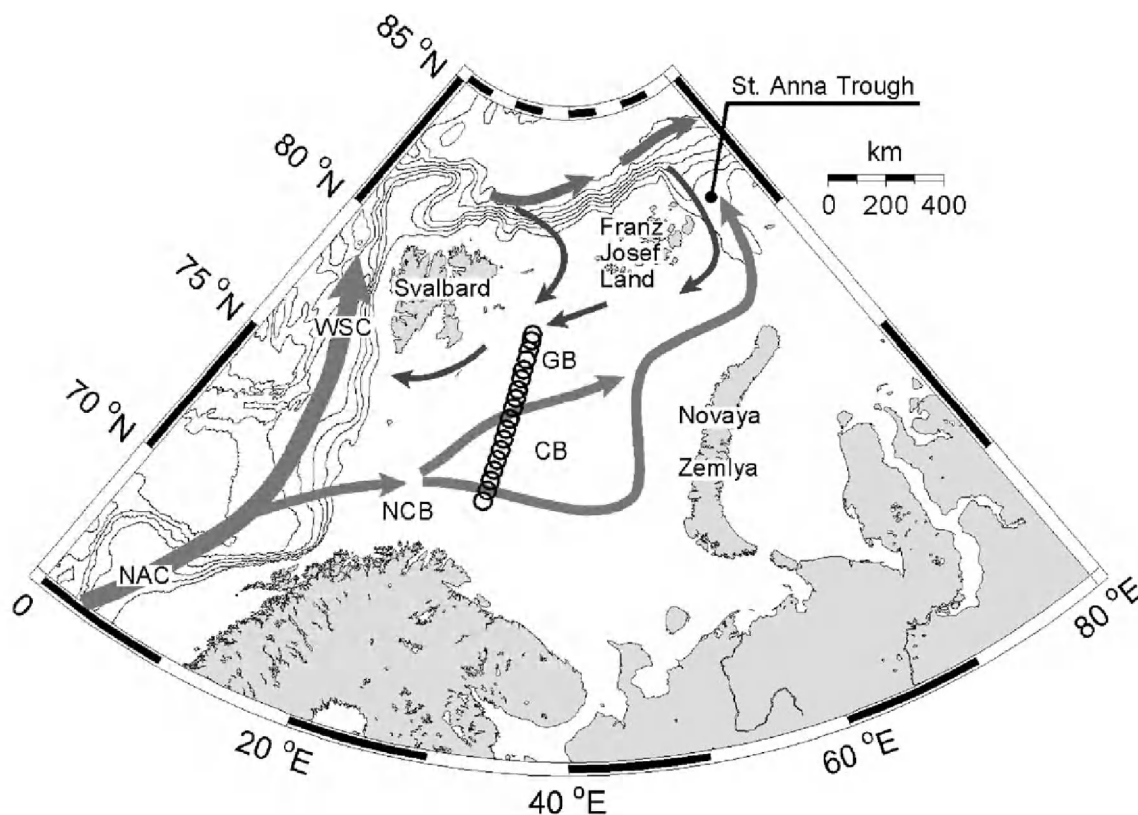 85 °N
St. Anna Trough
km
0 200 400
80 °N
Franz
Josef
Land
75 °N
Svalbard
WSC
GB
70 °N
Novaya
CB
Zemlya
NCB
NAC
0
80 °E
20 °E
60 °E
40 °E